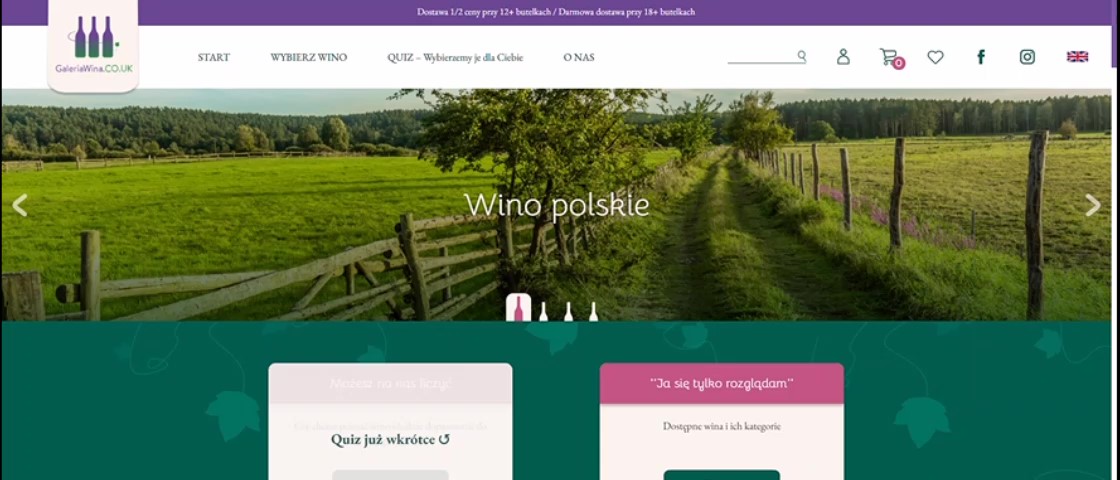 Dostawa 1/2 ceny przy 12+ butelkach / Darmowa dostawa przy 18+ butelkach
GaleriaWina.CO.UK
START
WYBIERZ WINO
QUIZ – Wybierzemy je dla Ciebie
O NAS
0
Wino polskie
Możesz na nas liczyć
"Ja się tylko rozglądam"
Quiz już wkrótce ↺
Dostępne wina i ich kategorie